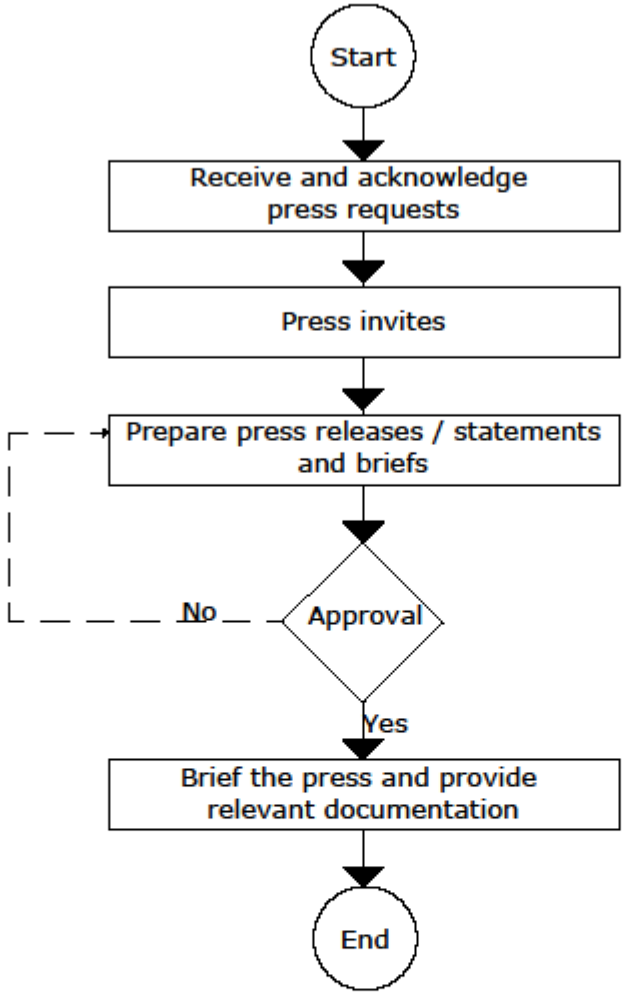 Start
Receive and acknowledge
press requests
Press invites
Prepare press releases / statements
and briefs
No
Approval
Yes
Brief the press and provide
relevant documentation
End